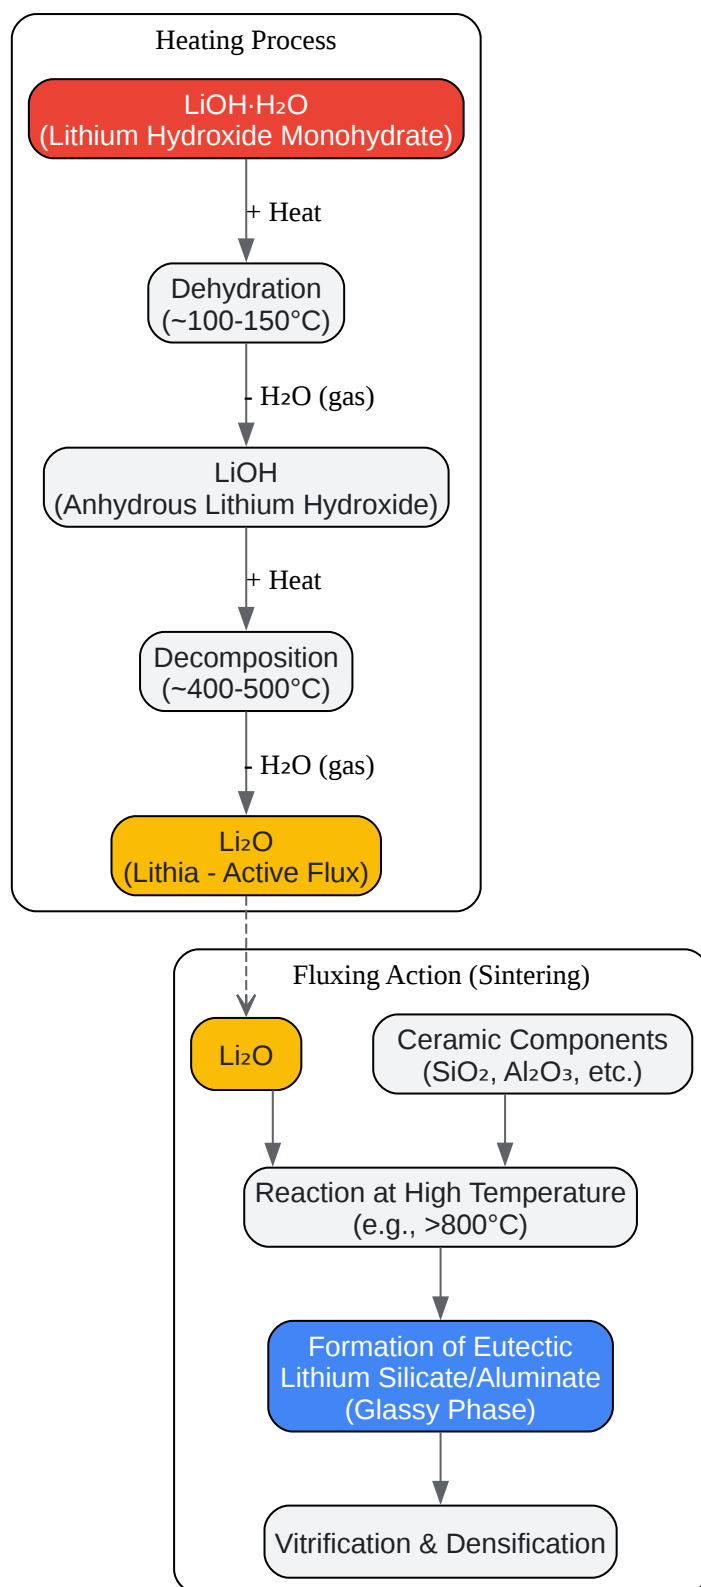 Heating Process
LiOH·H₂O
(Lithium Hydroxide Monohydrate)
+ Heat
Dehydration
(~100-150°C)
- H₂O (gas)
LiOH
(Anhydrous Lithium Hydroxide)
+ Heat
Decomposition
(~400-500°C)
- H₂O (gas)
Li₂O
(Lithia - Active Flux)
Fluxing Action (Sintering)
Li₂O
Ceramic Components
(SiO₂, Al₂O₃, etc.)
Reaction at High Temperature
(e.g., >800°C)
Formation of Eutectic
Lithium Silicate/Aluminate
(Glassy Phase)
Vitrification & Densification